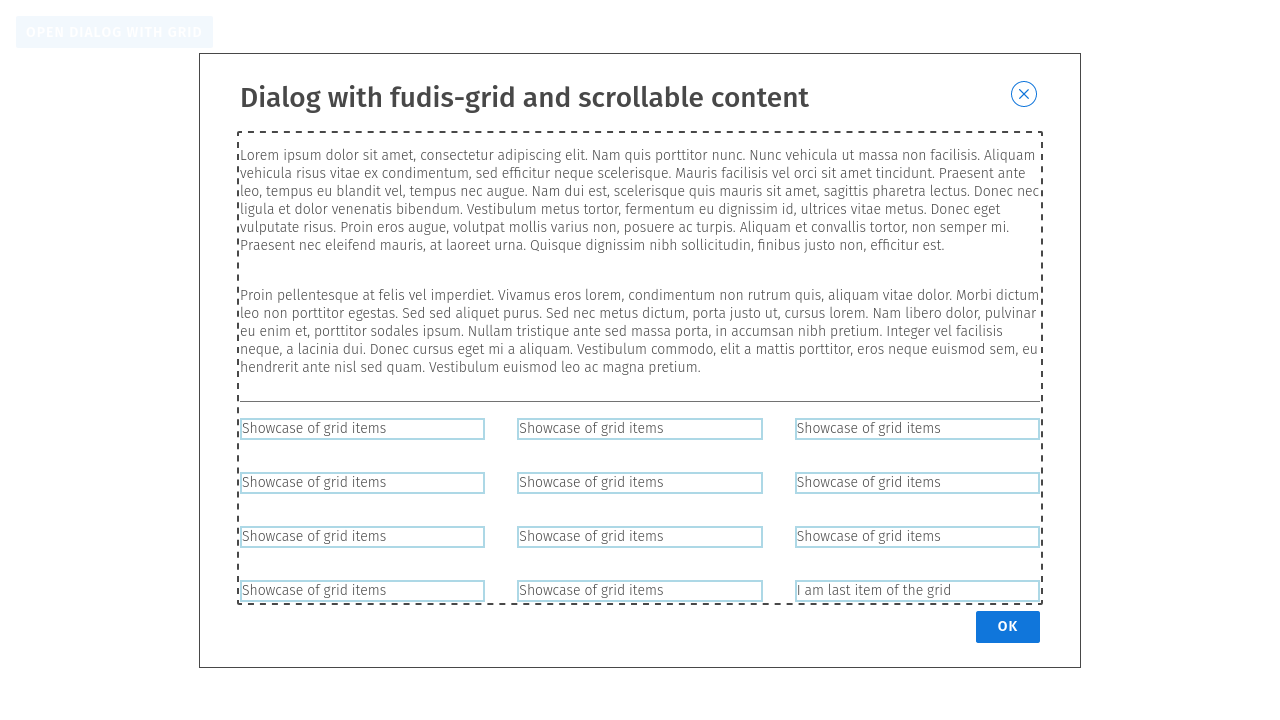 OPEN DIALOG WITH GRID
Dialog with fudis-grid and scrollable content
Lorem ipsum dolor sit amet, consectetur adipiscing elit. Nam quis porttitor nunc. Nunc vehicula ut massa non facilisis. Aliquam
vehicula risus vitae ex condimentum, sed efficitur neque scelerisque. Mauris facilisis vel orci sit amet tincidunt. Praesent ante
leo, tempus eu blandit vel, tempus nec augue. Nam dui est, scelerisque quis mauris sit amet, sagittis pharetra lectus. Donec nec
ligula et dolor venenatis bibendum. Vestibulum metus tortor, fermentum eu dignissim id, ultrices vitae metus. Donec eget
vulputate risus. Proin eros augue, volutpat mollis varius non, posuere ac turpis. Aliquam et convallis tortor, non semper mi.
Praesent nec eleifend mauris, at laoreet urna. Quisque dignissim nibh sollicitudin, finibus justo non, efficitur est.
Proin pellentesque at felis vel imperdiet. Vivamus eros lorem, condimentum non rutrum quis, aliquam vitae dolor. Morbi dictum
leo non porttitor egestas. Sed sed aliquet purus. Sed nec metus dictum, porta justo ut, cursus lorem. Nam libero dolor, pulvinar
eu enim et, porttitor sodales ipsum. Nullam tristique ante sed massa porta, in accumsan nibh pretium. Integer vel facilisis
neque, a lacinia dui. Donec cursus eget mi a aliquam. Vestibulum commodo, elit a mattis porttitor, eros neque euismod sem, eu
hendrerit ante nisl sed quam. Vestibulum euismod leo ac magna pretium.
Showcase of grid items
Showcase of grid items
Showcase of grid items
Showcase of grid items
Showcase of grid items
Showcase of grid items
Showcase of grid items
Showcase of grid items
Showcase of grid items
Showcase of grid items
Showcase of grid items
I am last item of the grid
OK